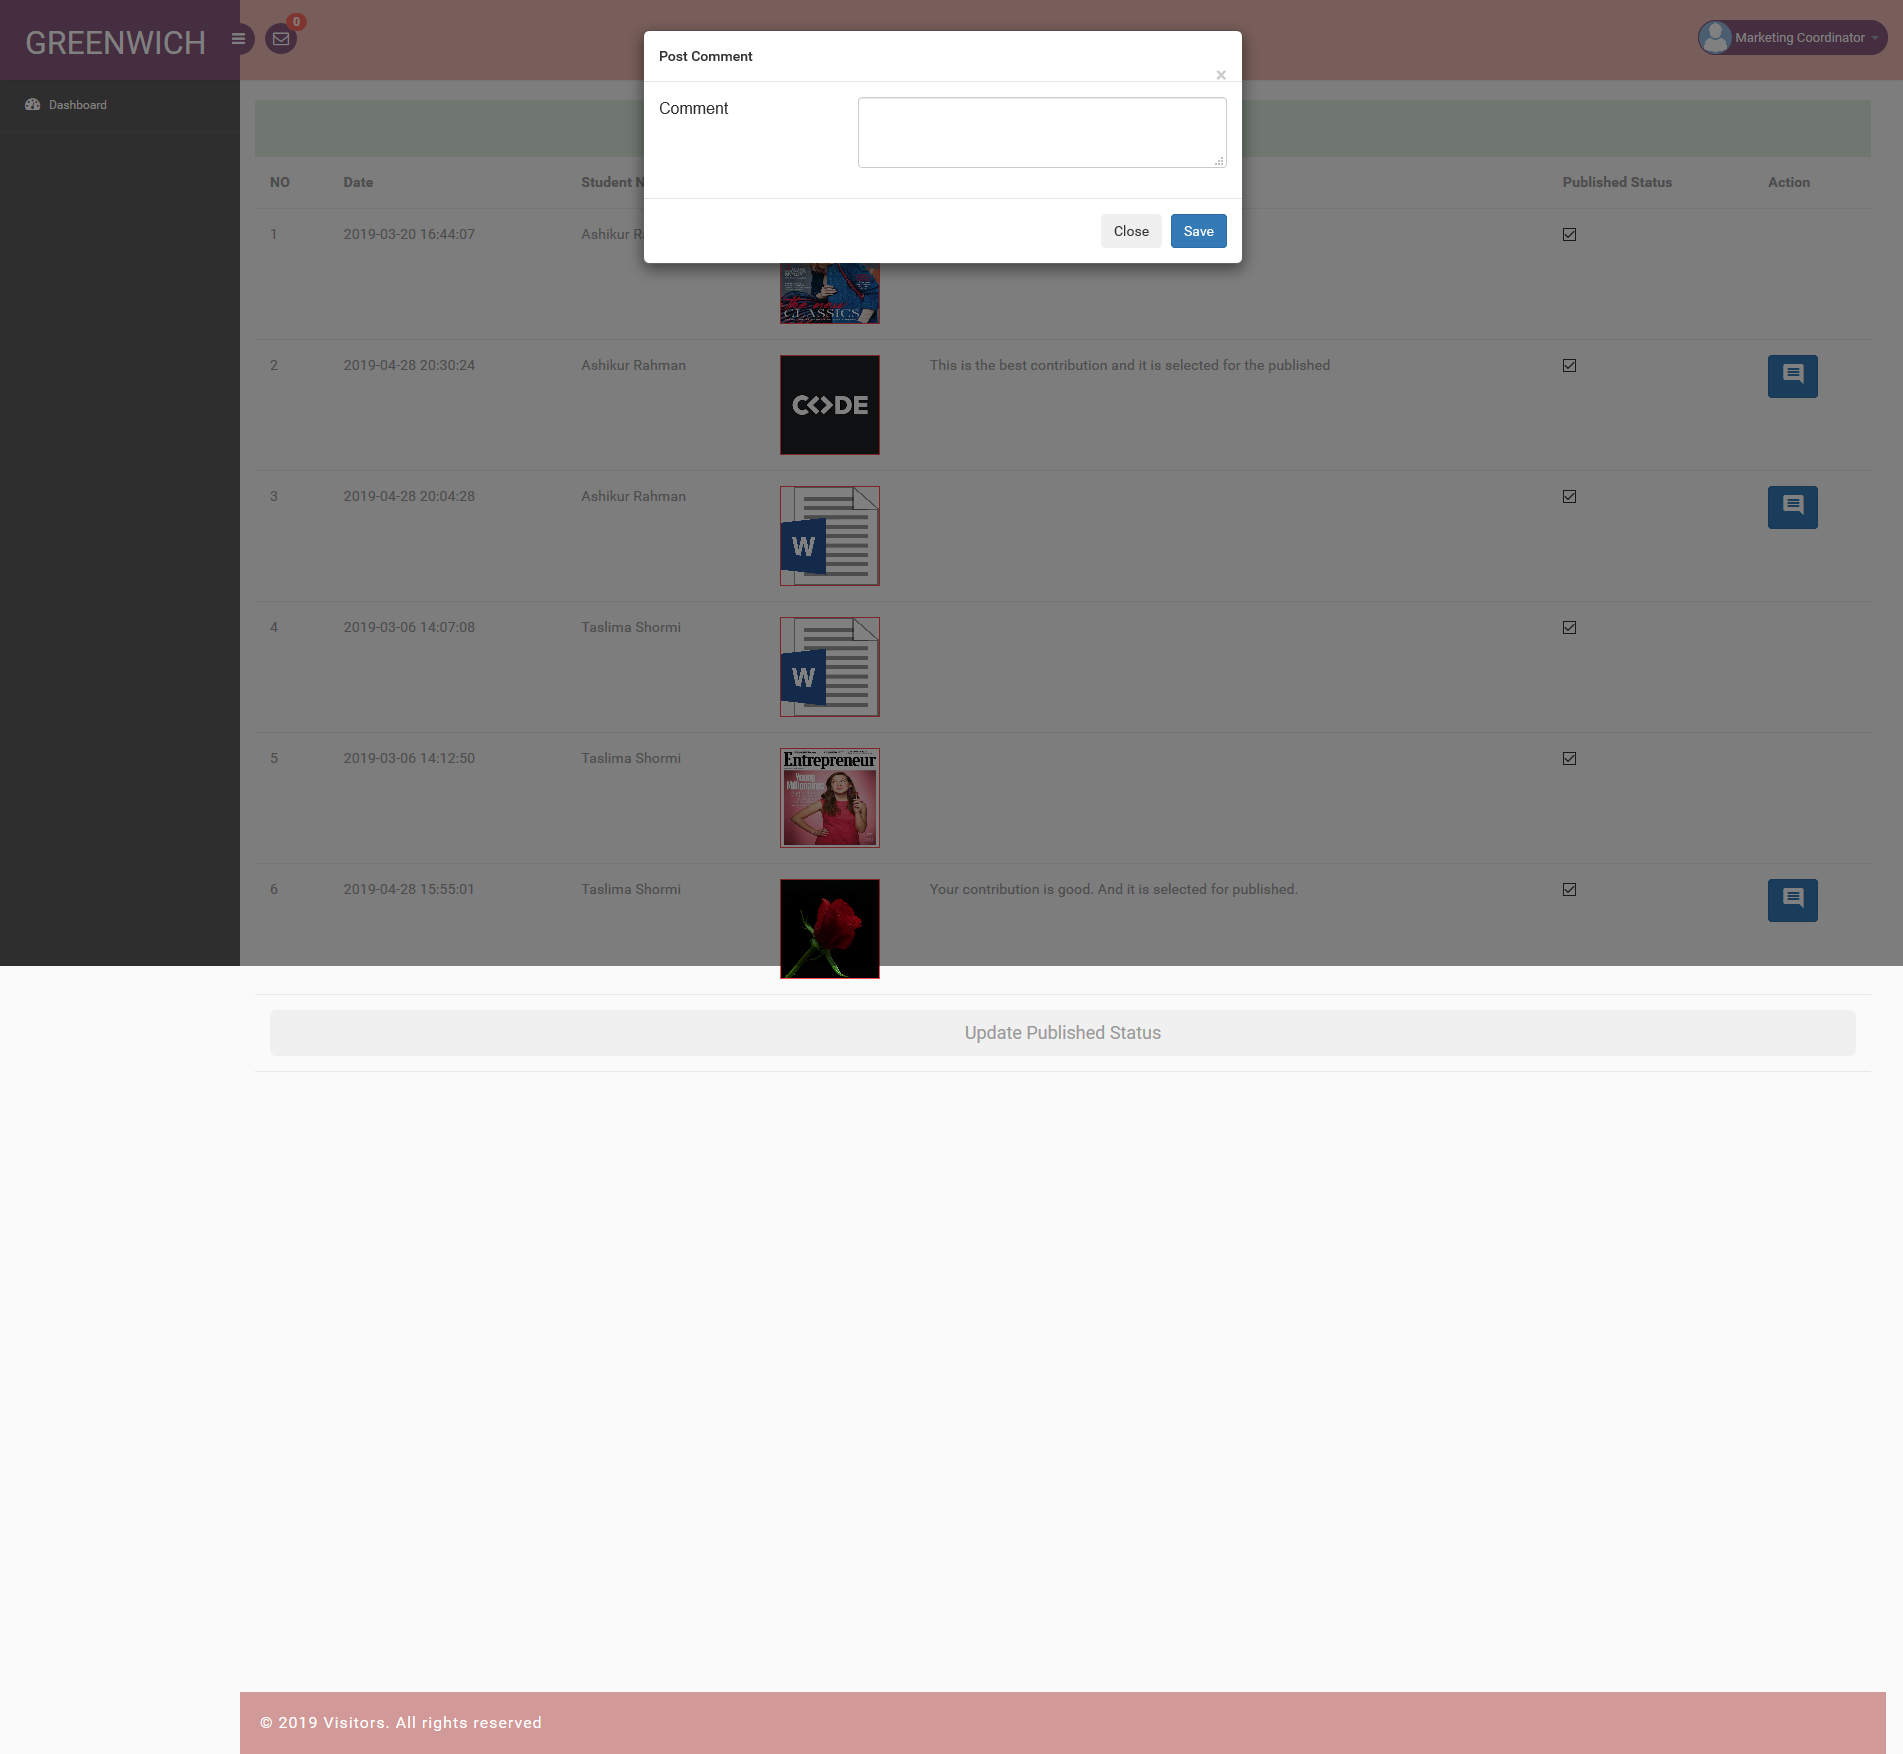 GREENWICH
0
Marketing Coordinator
Dashboard
Post Comment
×
Comment
Close
Save
NO Date Student N Published Status Action
1 2019-03-20 16:44:07 Ashikur R
the new
CLASSICS
2 2019-04-28 20:30:24 Ashikur Rahman This is the best contribution and it is selected for the published
C<>DE
3 2019-04-28 20:04:28 Ashikur Rahman
W
4 2019-03-06 14:07:08 Taslima Shormi
W
5 2019-03-06 14:12:50 Taslima Shormi
Entrepreneur
Young
Millionaires
6 2019-04-28 15:55:01 Taslima Shormi Your contribution is good. And it is selected for published.
Update Published Status
© 2019 Visitors. All rights reserved